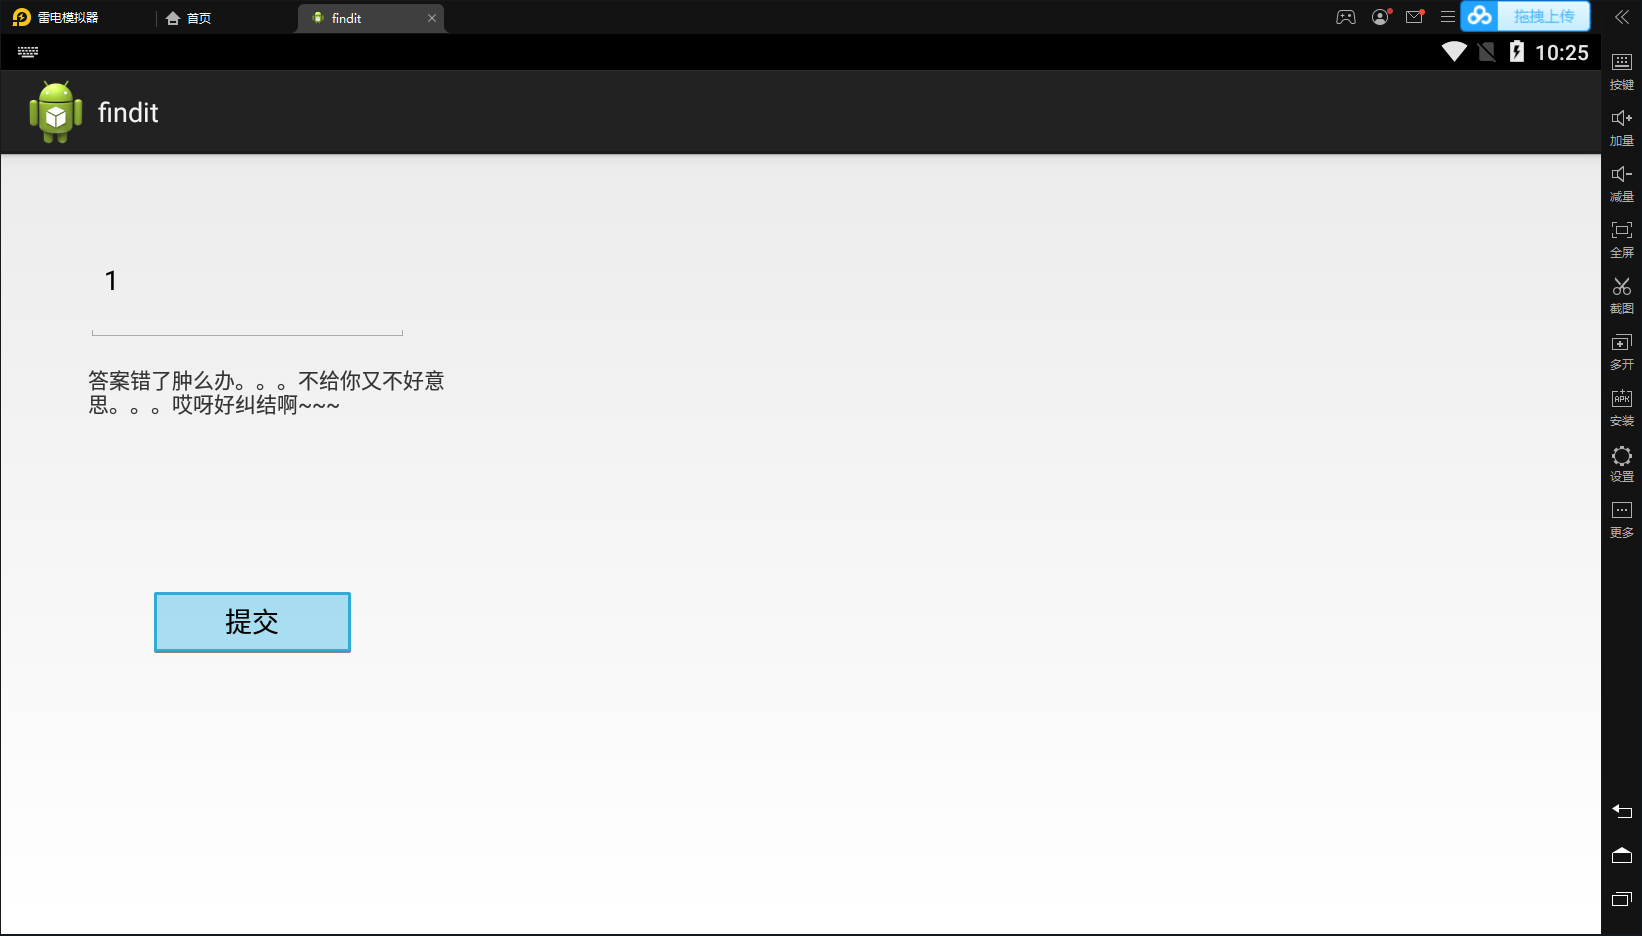 雷电模拟器
首页
findit
拖拽上传
10:25
findit
1
答案错了肿么办。。。不给你又不好意
思。。。哎呀好纠结啊~~~
提交
按键
加量
减量
全屏
截图
多开
APK
安装
设置
更多